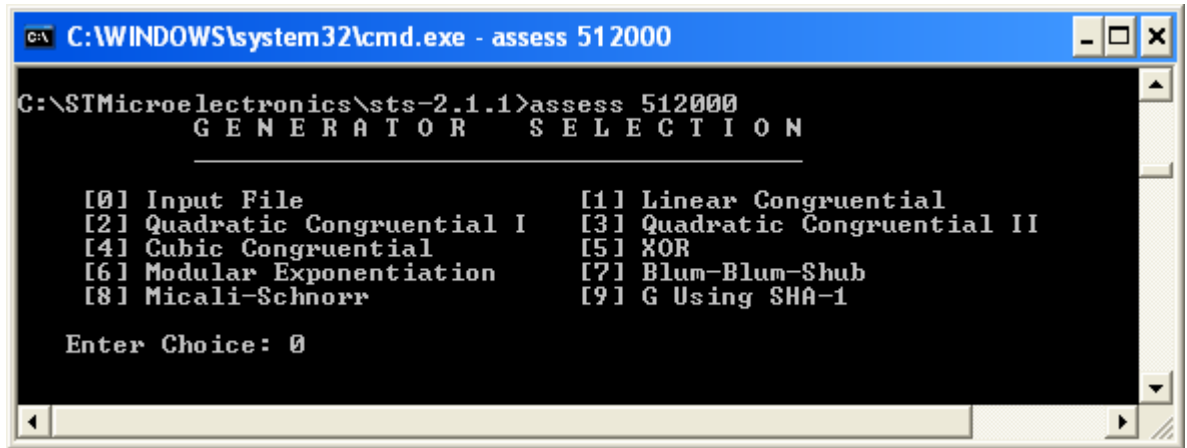 C:\WINDOWS\system32\cmd.exe - assess 512000
C:\STMicroelectronics\sts-2.1.1>assess 512000
G E N E R A T O R   S E L E C T I O N
[0] Input File [1] Linear Congruential
[2] Quadratic Congruential I [3] Quadratic Congruential II
[4] Cubic Congruential [5] XOR
[6] Modular Exponentiation [7] Blum-Blum-Shub
[8] Micali-Schnorr [9] G Using SHA-1
Enter Choice: 0